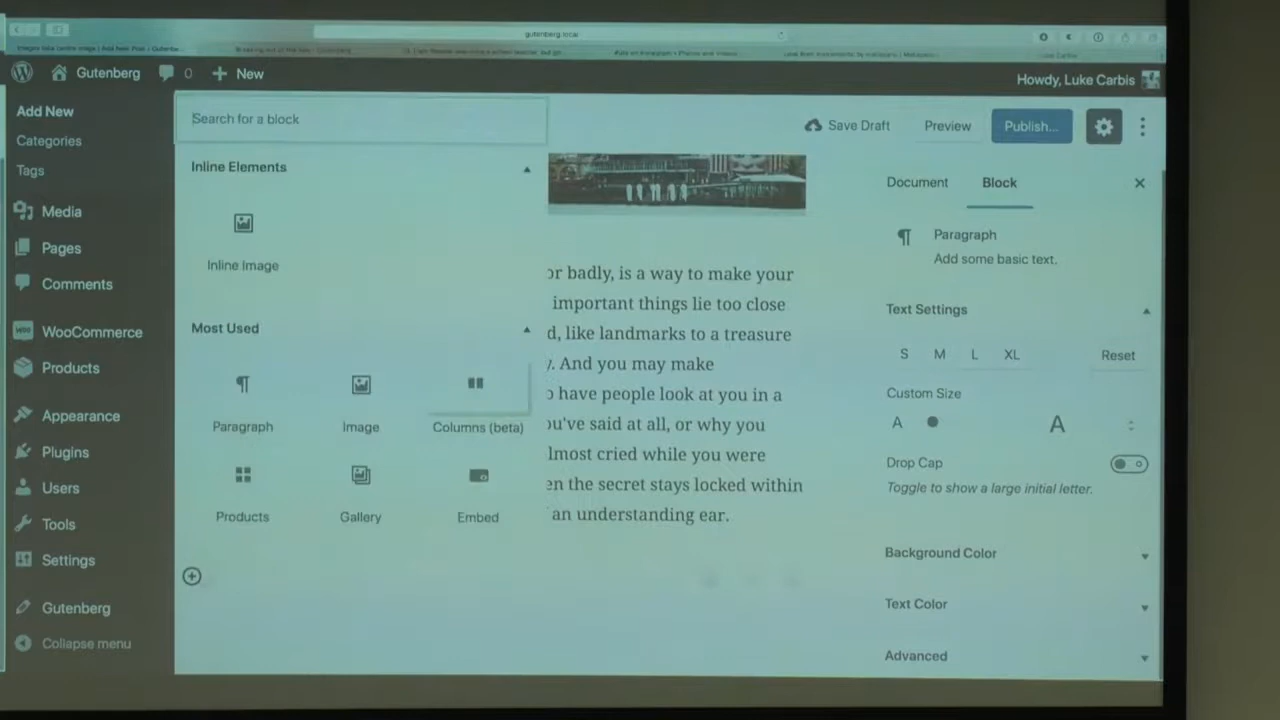 gutenberg.local
Gutenberg
0
New
Howdy, Luke Carbis
Add New
Categories
Tags
Media
Pages
Comments
WooCommerce
Products
Appearance
Plugins
Users
Tools
Settings
Gutenberg
Collapse menu
Search for a block
Inline Elements
Inline Image
Most Used
Paragraph
Image
Columns (beta)
Products
Gallery
Embed
Save Draft
Preview
Publish...
or badly, is a way to make your
important things lie too close
d, like landmarks to a treasure
y. And you may make
o have people look at you in a
ou've said at all, or why you
lmost cried while you were
en the secret stays locked within
an understanding ear.
Document
Block
Paragraph
Add some basic text.
Text Settings
S M L XL
Reset
Custom Size
A
A
Drop Cap
Toggle to show a large initial letter.
Background Color
Text Color
Advanced